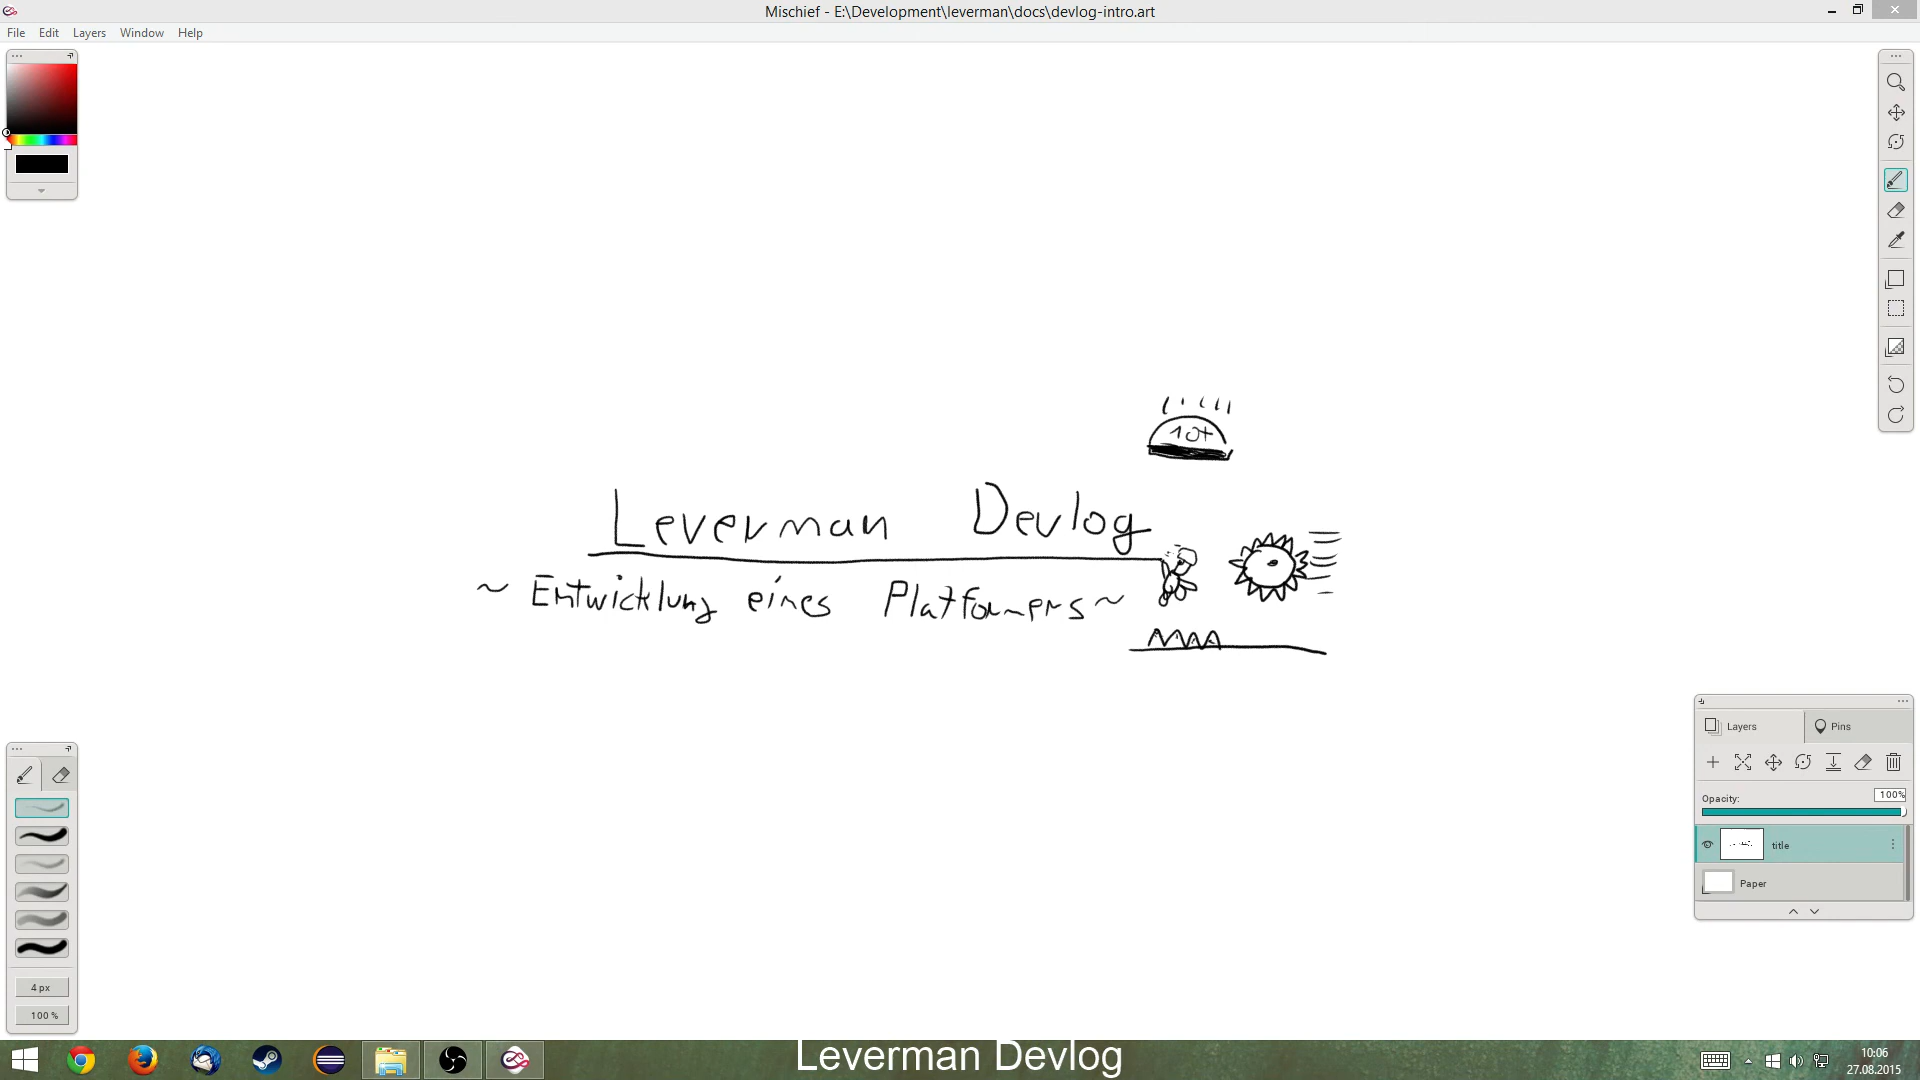 Mischief - E:\Development\leverman\docs\devlog-intro.art
File Edit Layers Window Help
10t
Leverman Devlog
~ Entwicklung eines Platformers ~
Layers Pins
Opacity: 100%
title
Paper
4 px
100 %
Leverman Devlog
10:06
27.08.2015